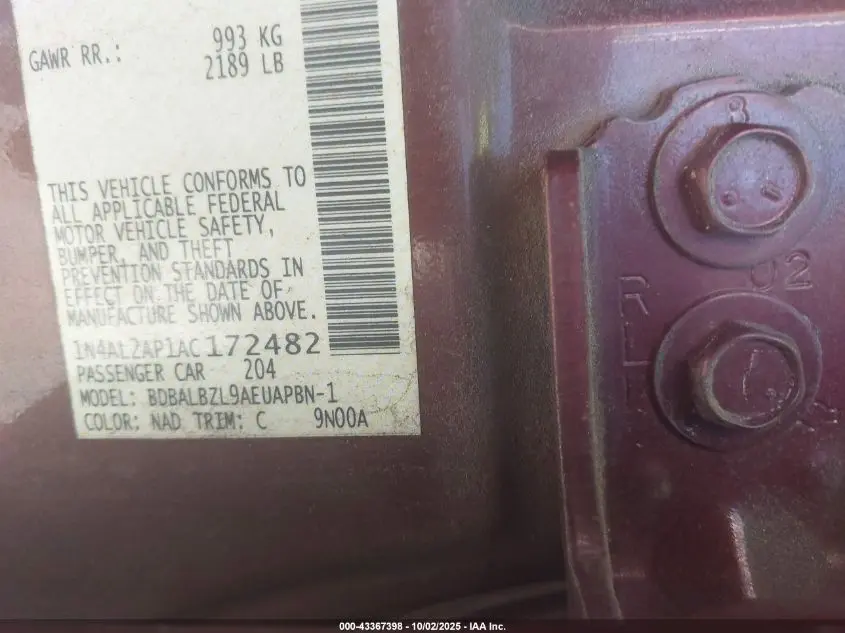 GAWR RR.: 993 KG
2189 LB
THIS VEHICLE CONFORMS TO
ALL APPLICABLE FEDERAL
MOTOR VEHICLE SAFETY,
BUMPER, AND THEFT
PREVENTION STANDARDS IN
EFFECT ON THE DATE OF
MANUFACTURE SHOWN ABOVE.
1N4AL2AP1AC172482
PASSENGER CAR 204
MODEL: BDBALBZL9AEUAPBN-1
COLOR: NAD TRIM: C 9N00A
8
02
000-43367398 - 10/02/2025 - IAA Inc.